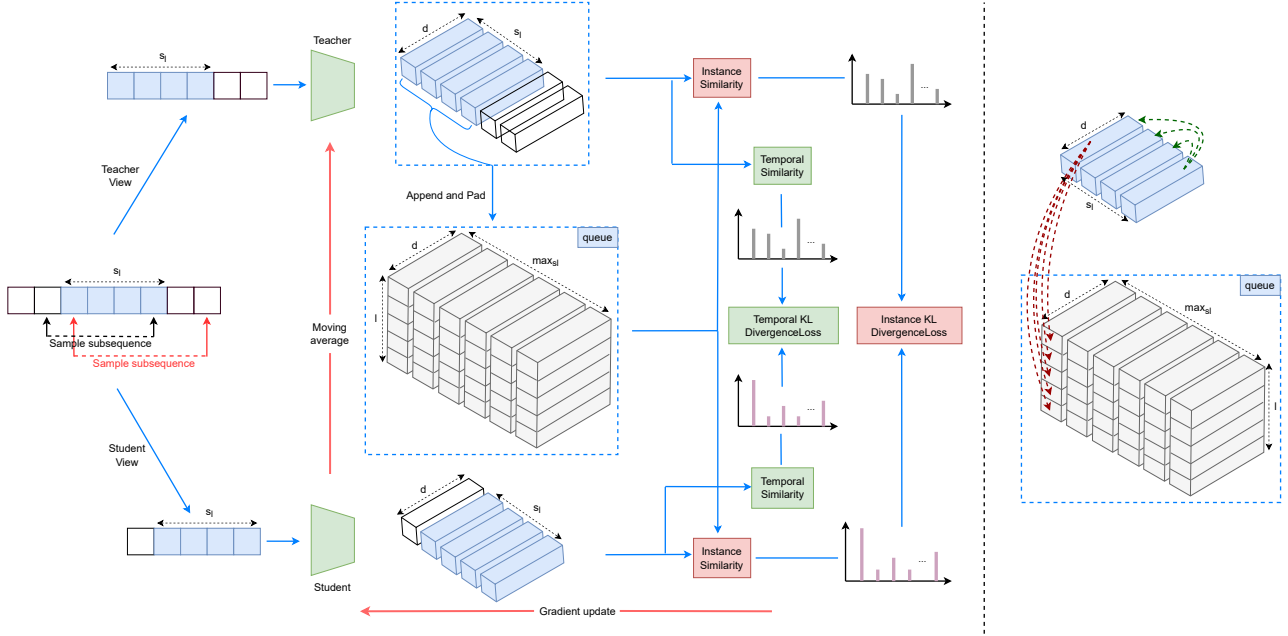 Teacher
d
s_l
s_l
Instance
Similarity
...
Teacher
View
Temporal
Similarity
Append and Pad
queue
d
max_sl
l
...
s_l
Sample subsequence
Sample subsequence
Moving
average
Temporal KL
DivergenceLoss
Instance KL
DivergenceLoss
...
Student
View
Temporal
Similarity
d
s_l
s_l
Instance
Similarity
...
Student
Gradient update
d
s_l
queue
d
max_sl
l